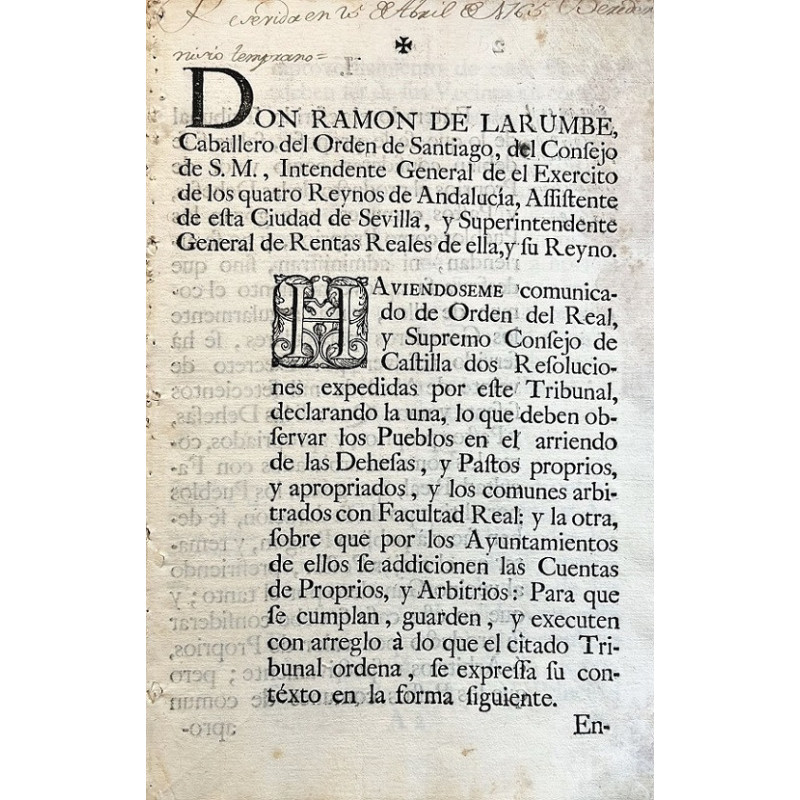 Rezevida en 25 de Abril de 1765
✠
DON RAMON DE LARUMBE,
Caballero del Orden de Santiago, del Conſejo
de S. M. , Intendente General de el Exercito
de los quatro Reynos de Andalucía, Aſſiſtente
de eſta Ciudad de Sevilla, y Superintendente
General de Rentas Reales de ella, y ſu Reyno.
HAVIENDOSEME comunica-
do de Orden del Real,
y Supremo Conſejo de
Caſtilla dos Reſolucio-
nes expedidas por eſte Tribunal,
declarando la una, lo que deben ob-
ſervar los Pueblos en el arriendo
de las Deheſas, y Paſtos proprios,
y apropriados, y los comunes arbi-
trados con Facultad Real; y la otra,
ſobre que por los Ayuntamientos
de ellos ſe addicionen las Cuentas
de Proprios, y Arbitrios: Para que
ſe cumplan, guarden, y executen
con arreglo à lo que el citado Tri-
bunal ordena, ſe expreſſa ſu con-
téxto en la forma ſiguiente.
En-